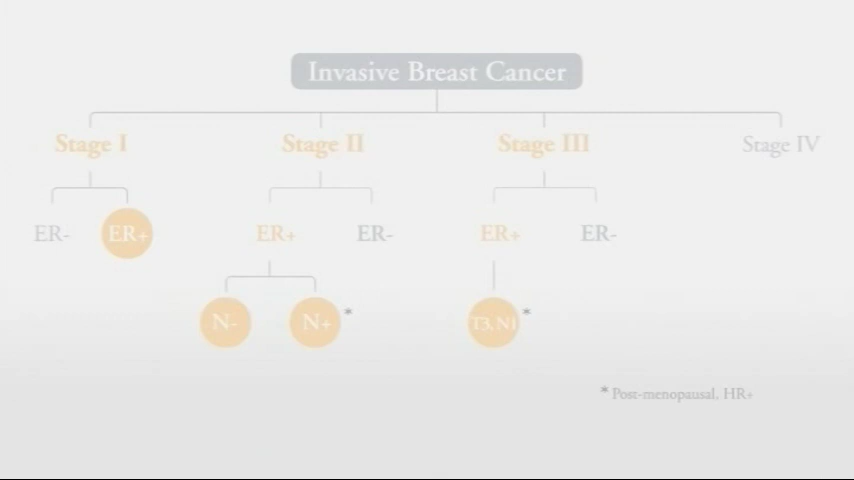 Invasive Breast Cancer
Stage I Stage II Stage III Stage IV
ER- ER+ ER+ ER- ER+ ER-
N- N+ * T3, N1 *
* Post-menopausal, HR+